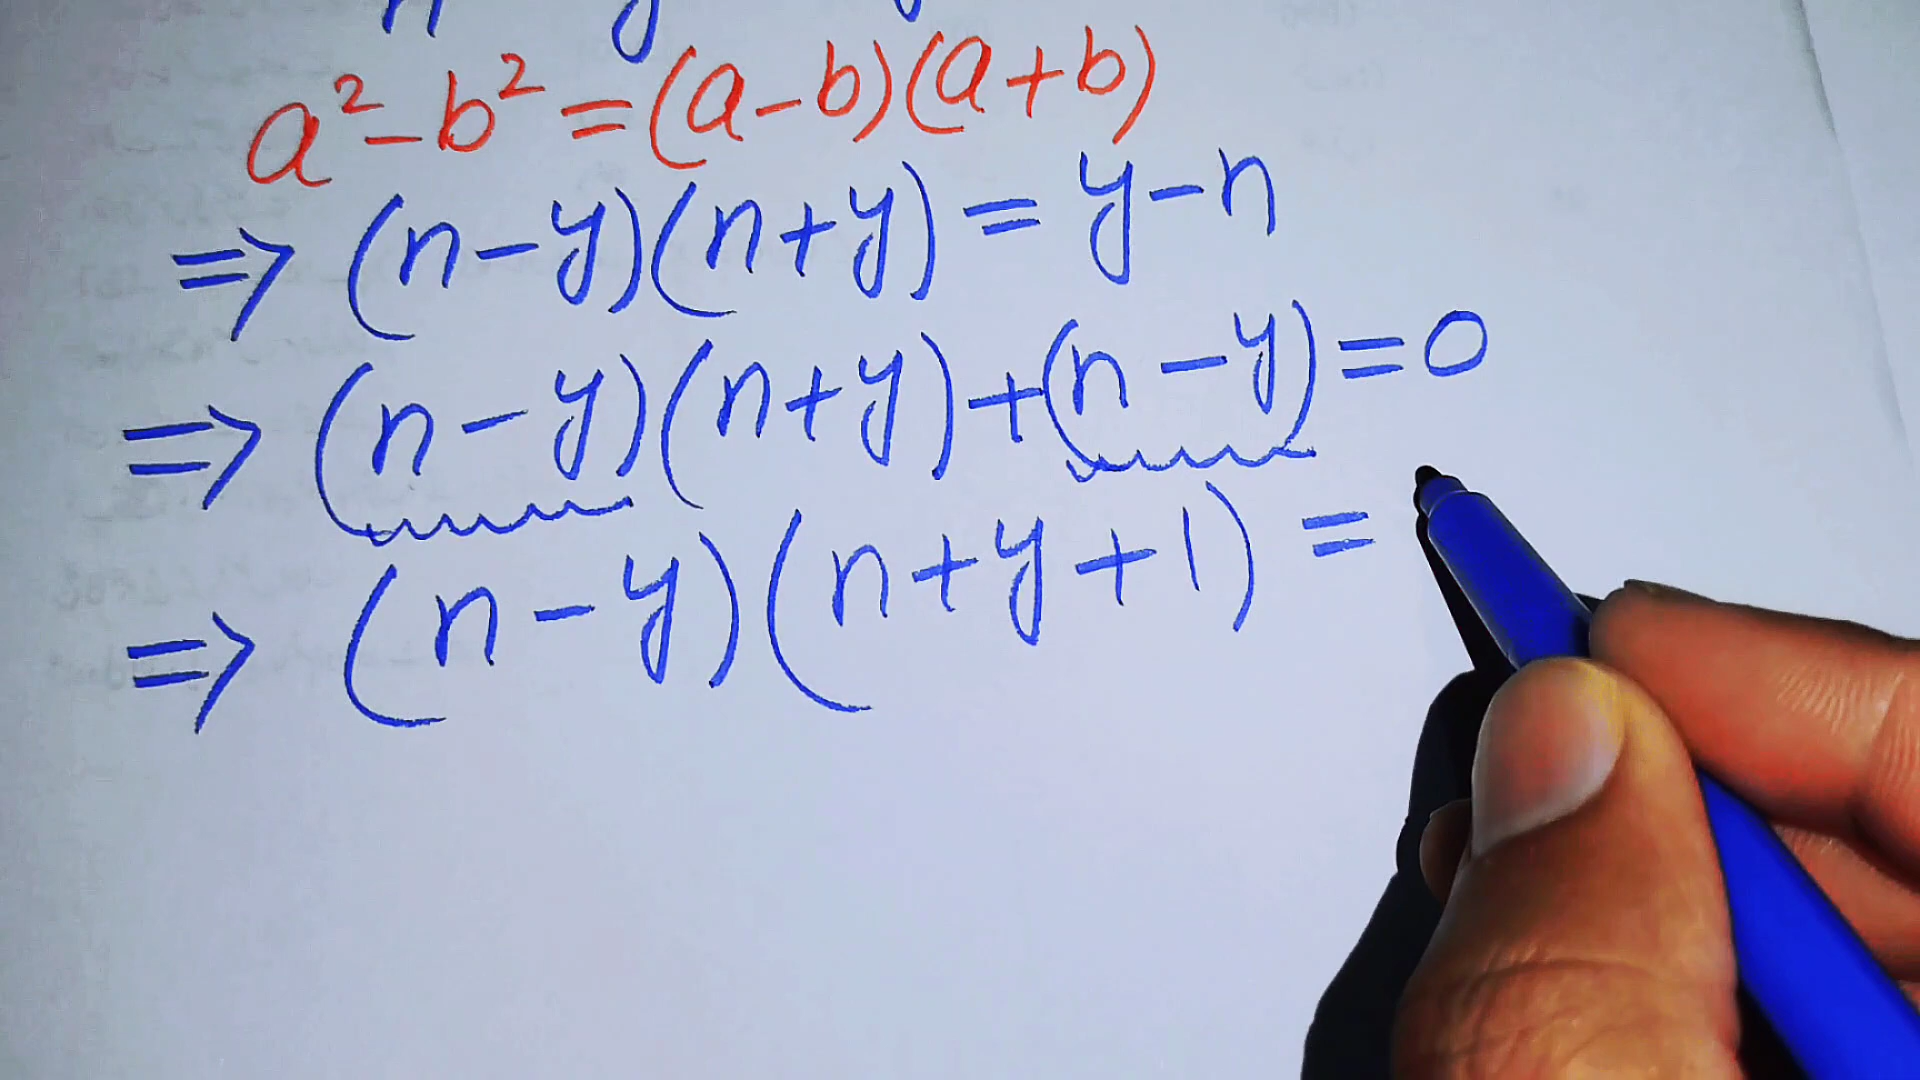 a² - b² = (a - b)(a + b)
⇒ (n - y)(n + y) = y - n
⇒ (n - y)(n + y) + (n - y) = 0
⇒ (n - y)(n + y + 1) =